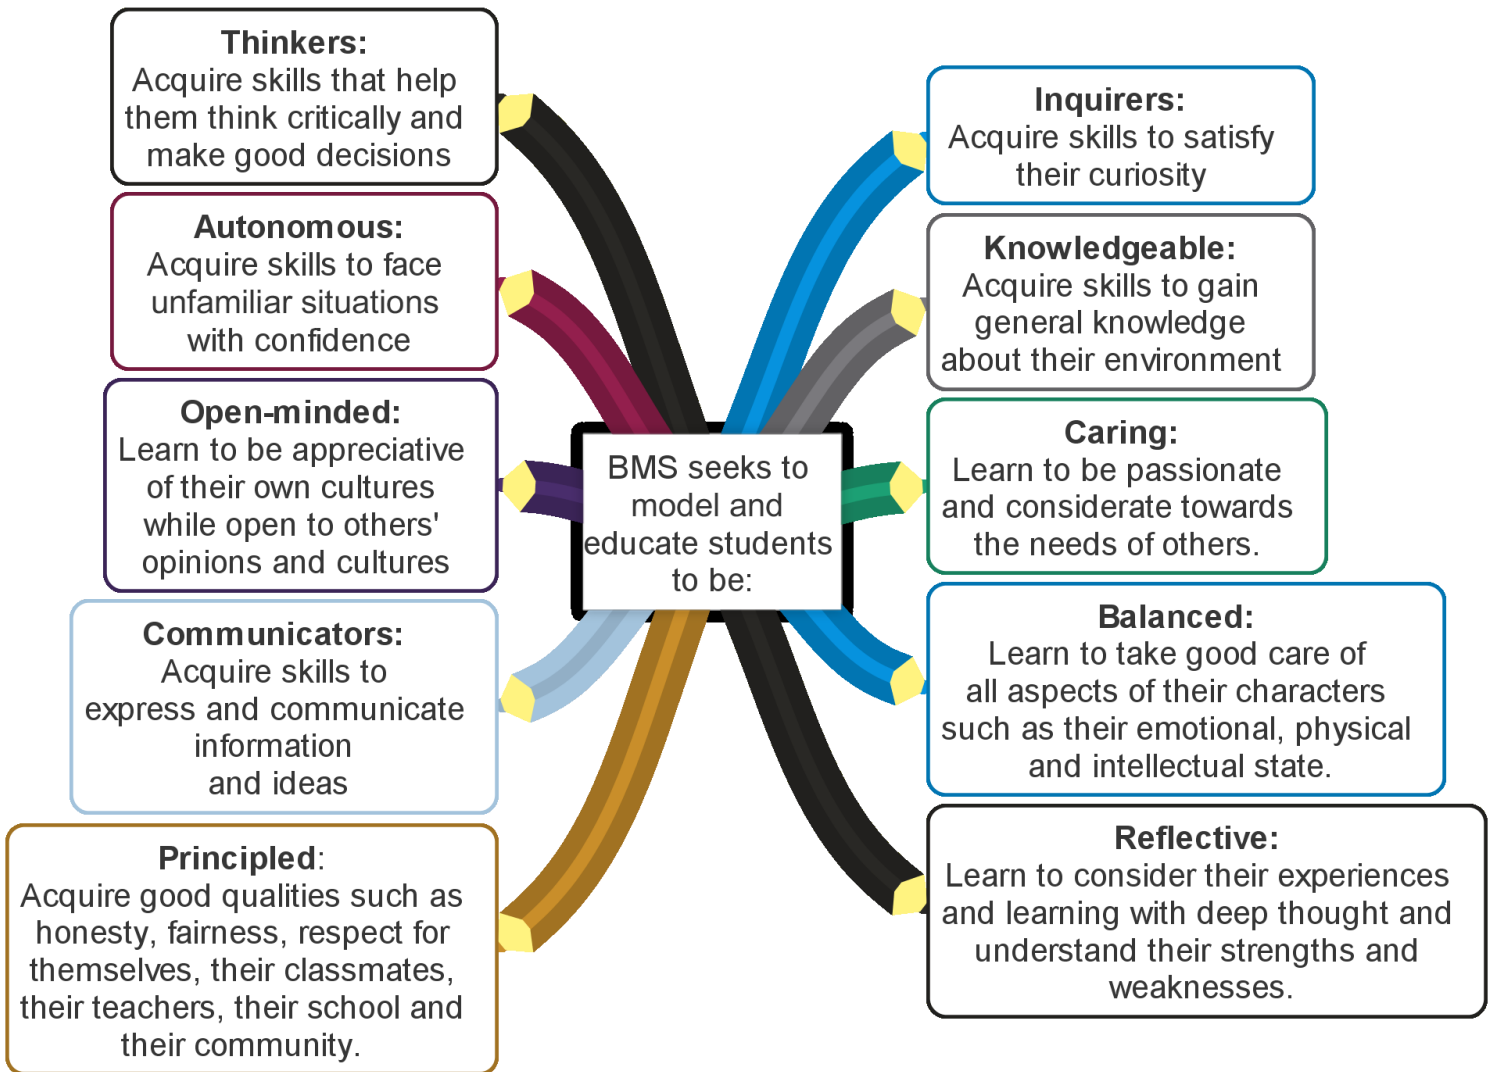 BMS seeks to
model and
educate students
to be:
Thinkers:
Acquire skills that help
them think critically and
make good decisions
Autonomous:
Acquire skills to face
unfamiliar situations
with confidence
Open-minded:
Learn to be appreciative
of their own cultures
while open to others'
opinions and cultures
Communicators:
Acquire skills to
express and communicate
information
and ideas
Principled:
Acquire good qualities such as
honesty, fairness, respect for
themselves, their classmates,
their teachers, their school and
their community.
Inquirers:
Acquire skills to satisfy
their curiosity
Knowledgeable:
Acquire skills to gain
general knowledge
about their environment
Caring:
Learn to be passionate
and considerate towards
the needs of others.
Balanced:
Learn to take good care of
all aspects of their characters
such as their emotional, physical
and intellectual state.
Reflective:
Learn to consider their experiences
and learning with deep thought and
understand their strengths and
weaknesses.